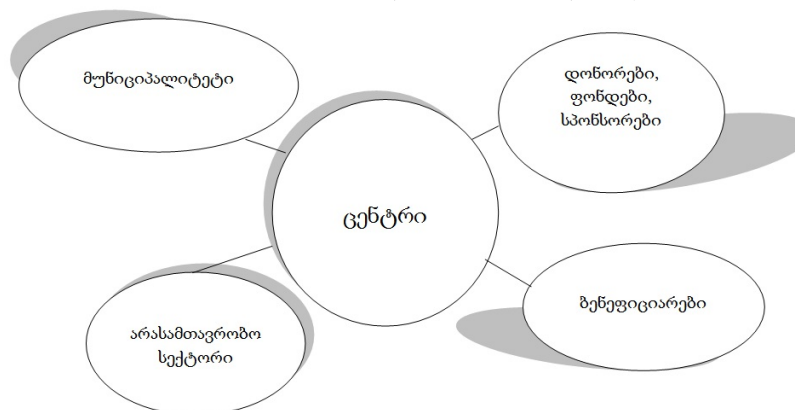 მუნიციპალიტეტი
დონორები,
ფონდები,
სპონსორები
ცენტრი
არასამთავრობო
სექტორი
ბენეფიციარები